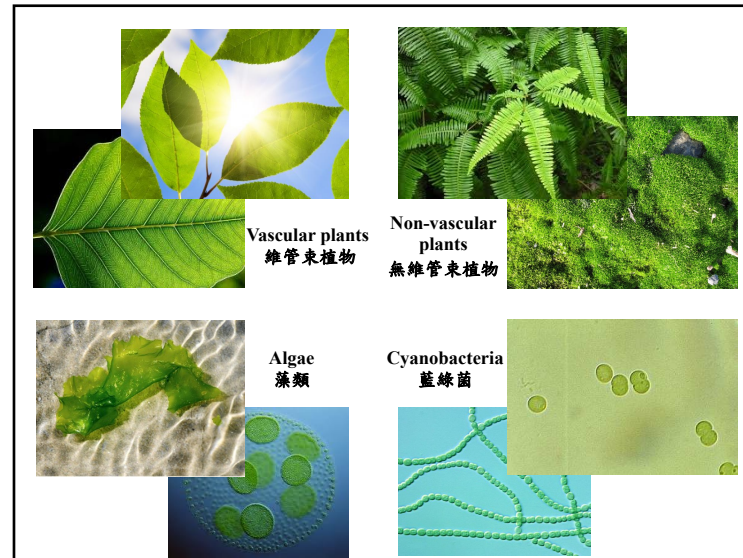 Vascular plants
維管束植物
Non-vascular
plants
無維管束植物
Algae
藻類
Cyanobacteria
藍綠菌